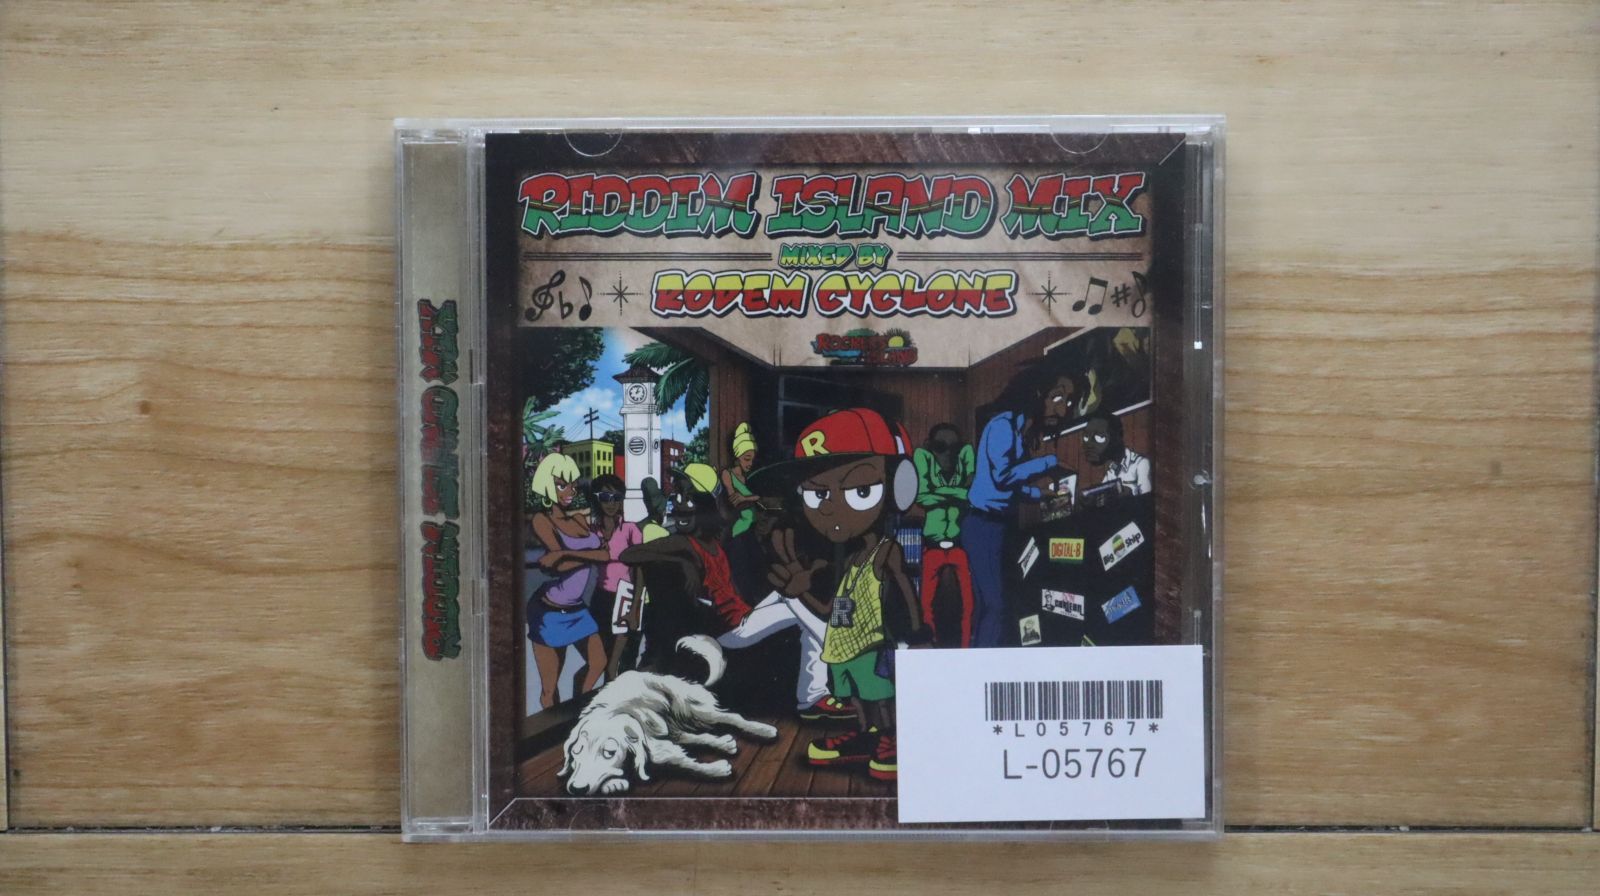 RIDDIM ISLAND MIX
MIXED BY
RODEM CYCLONE
ROCKERS ISLAND
RIDDIM ISLAND MIX
R
R
DIGITAL-B
Big Ship
*L05767*
L-05767